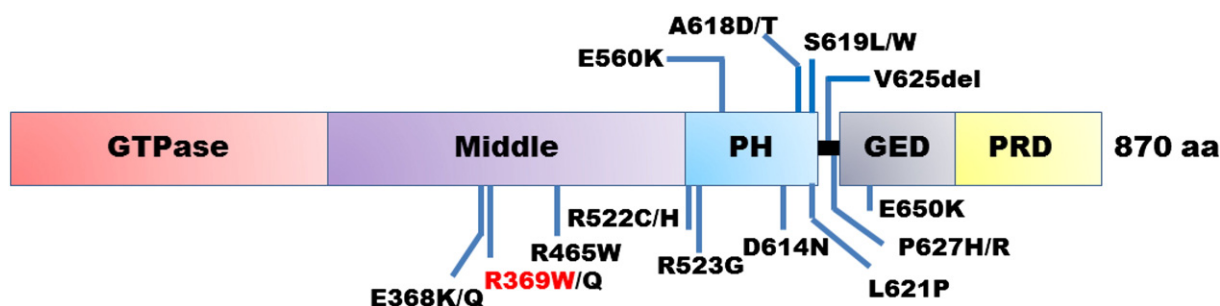 A618D/T
S619L/W
E560K
V625del
GTPase
Middle
PH
GED
PRD
870 aa
E650K
R522C/H
R465W
D614N
P627H/R
R523G
R369W/Q
L621P
E368K/Q